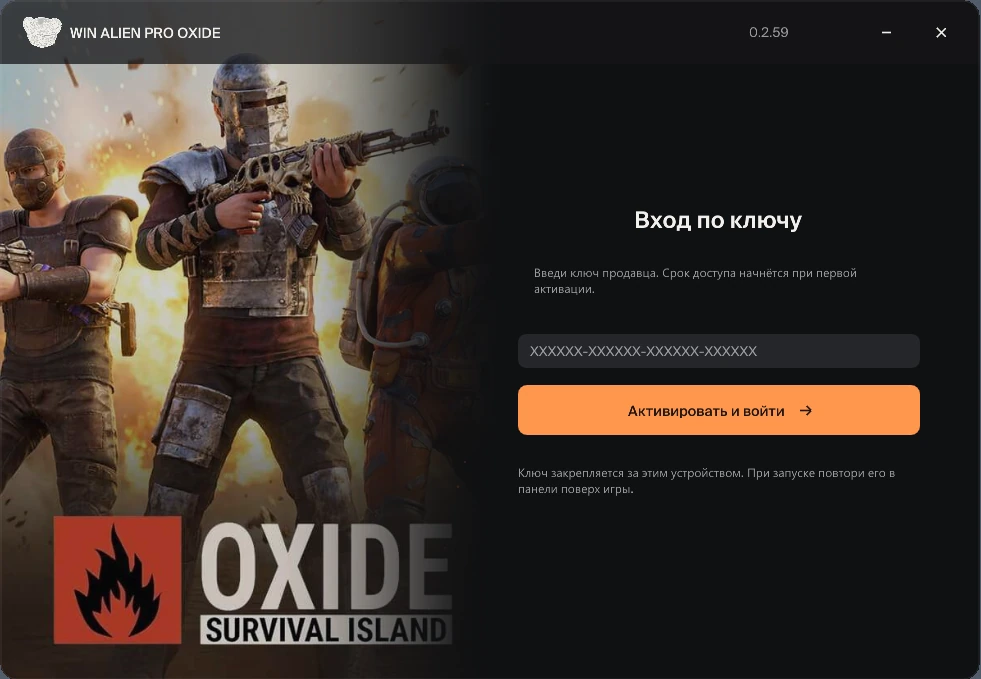 WIN ALIEN PRO OXIDE
0.2.59
Вход по ключу
Введи ключ продавца. Срок доступа начнётся при первой
активации.
XXXXXX-XXXXXX-XXXXXX-XXXXXX
Активировать и войти →
Ключ закрепляется за этим устройством. При запуске повтори его в
панели поверх игры.
OXIDE
SURVIVAL ISLAND